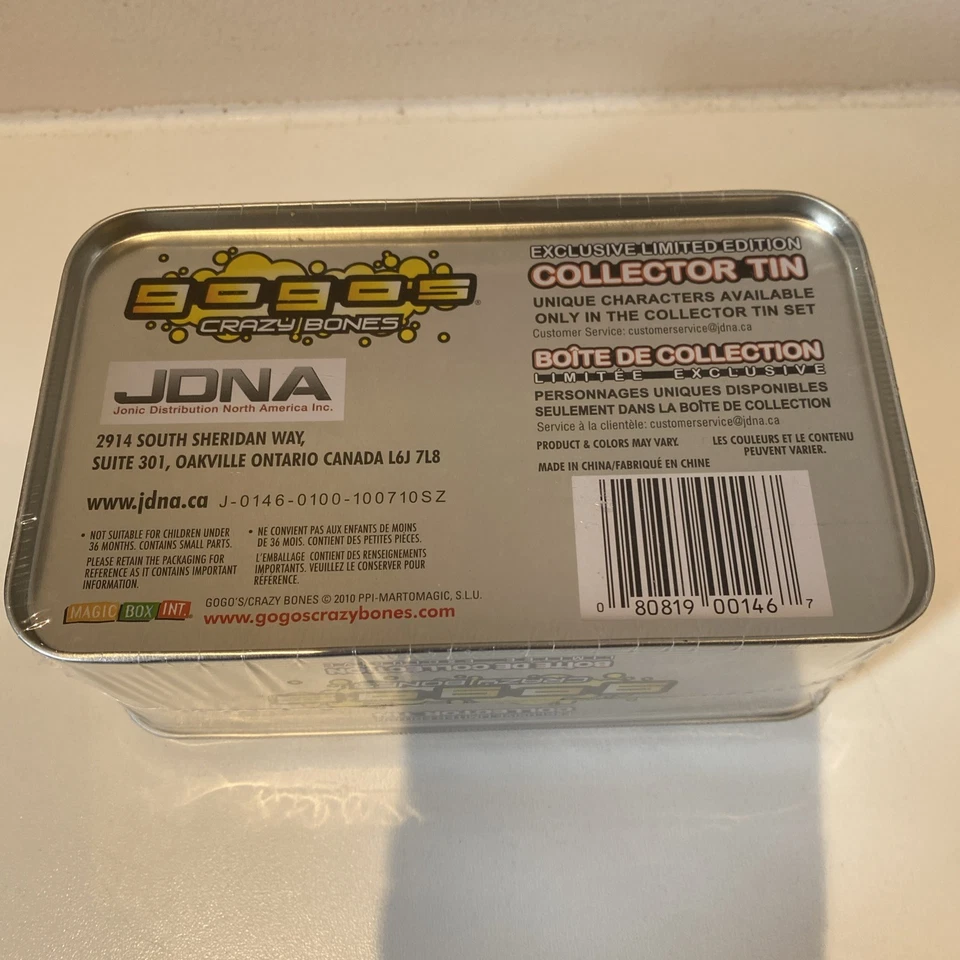 gogo's®
CRAZY BONES
JDNA
Jonic Distribution North America Inc.
2914 SOUTH SHERIDAN WAY,
SUITE 301, OAKVILLE ONTARIO CANADA L6J 7L8
www.jdna.ca J-0146-0100-100710SZ
• NOT SUITABLE FOR CHILDREN UNDER
36 MONTHS. CONTAINS SMALL PARTS.
PLEASE RETAIN THE PACKAGING FOR
REFERENCE AS IT CONTAINS IMPORTANT
INFORMATION.
• NE CONVIENT PAS AUX ENFANTS DE MOINS
DE 36 MOIS. CONTIENT DES PETITES PIÈCES.
L'EMBALLAGE CONTIENT DES RENSEIGNEMENTS
IMPORTANTS. VEUILLEZ LE CONSERVER POUR
RÉFÉRENCE.
MAGIC BOX INT.
GOGO'S/CRAZY BONES © 2010 PPI-MARTOMAGIC, S.L.U.
www.gogoscrazybones.com
EXCLUSIVE LIMITED EDITION
COLLECTOR TIN
UNIQUE CHARACTERS AVAILABLE
ONLY IN THE COLLECTOR TIN SET
Customer Service: customerservice@jdna.ca
BOÎTE DE COLLECTION
LIMITÉE EXCLUSIVE
PERSONNAGES UNIQUES DISPONIBLES
SEULEMENT DANS LA BOÎTE DE COLLECTION
Service à la clientèle: customerservice@jdna.ca
PRODUCT & COLORS MAY VARY.
LES COULEURS ET LE CONTENU
PEUVENT VARIER.
MADE IN CHINA/FABRIQUÉ EN CHINE
0 80819 00146 7
BOÎTE DE COLLECTION
CRAZY BONES
gogo's